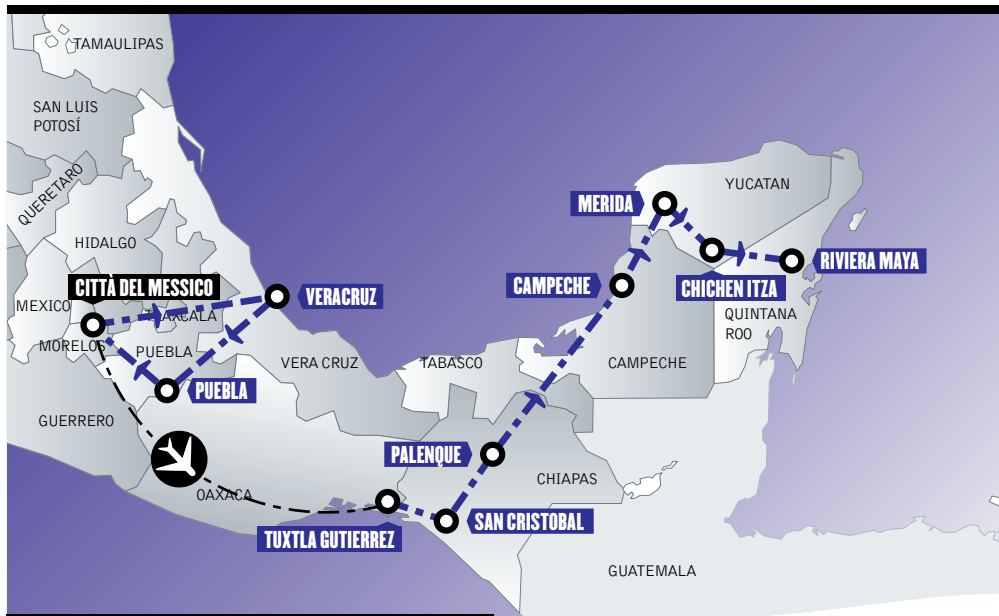 TAMAULIPAS
SAN LUIS
POTOSÍ
QUERETARO
HIDALGO
CITTÀ DEL MESSICO
MEXICO
TLAXCALA
VERACRUZ
MORELOS
PUEBLA
PUEBLA
GUERRERO
VERA CRUZ
OAXACA
TABASCO
TUXTLA GUTIERREZ
PALENQUE
SAN CRISTOBAL
CHIAPAS
GUATEMALA
CAMPECHE
CAMPECHE
MERIDA
YUCATAN
CHICHEN ITZA
RIVIERA MAYA
QUINTANA
ROO